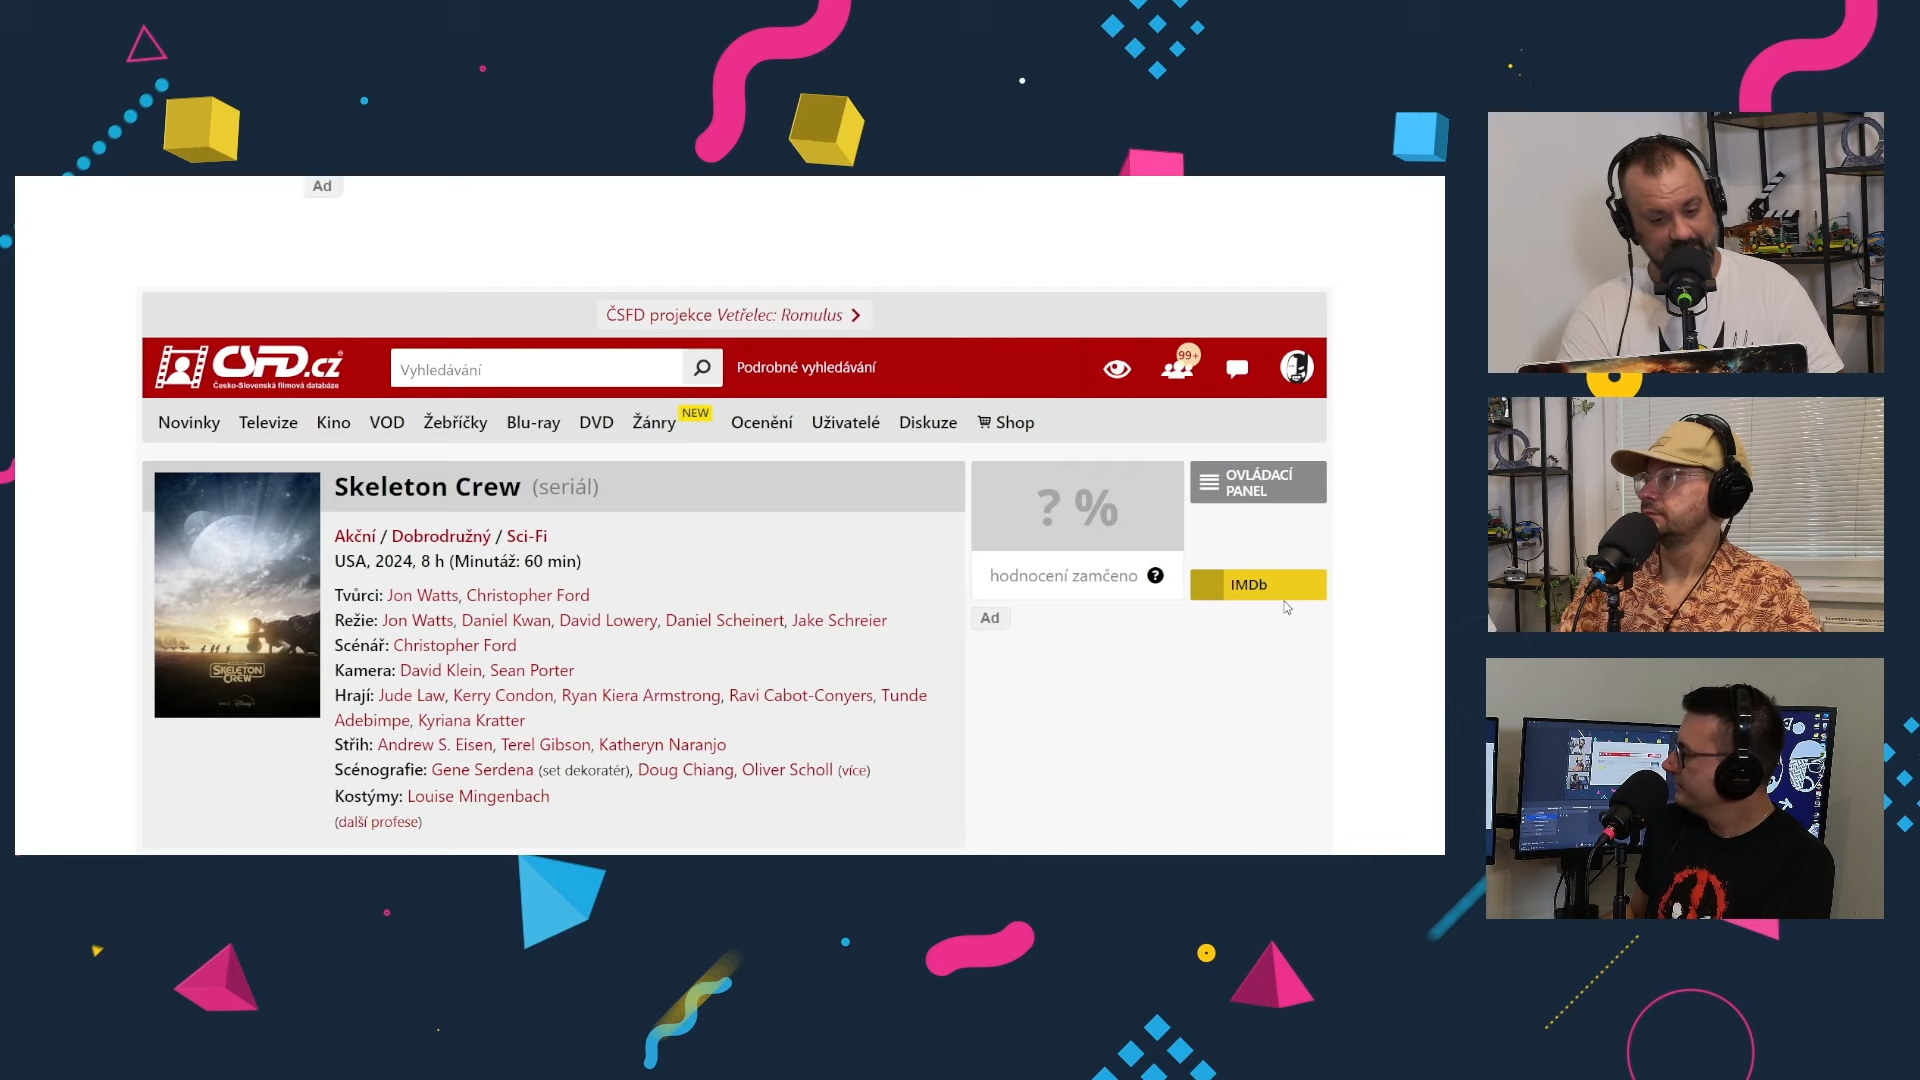 Ad
ČSFD projekce Vetřelec: Romulus
ČSFD.cz
Česko-Slovenská filmová databáze
Vyhledávání
Podrobné vyhledávání
99+
Novinky Televize Kino VOD Žebříčky Blu-ray DVD Žánry NEW Ocenění Uživatelé Diskuze Shop
Skeleton Crew (seriál)
Akční / Dobrodružný / Sci-Fi
USA, 2024, 8 h (Minutáž: 60 min)
Tvůrci: Jon Watts, Christopher Ford
Režie: Jon Watts, Daniel Kwan, David Lowery, Daniel Scheinert, Jake Schreier
Scénář: Christopher Ford
Kamera: David Klein, Sean Porter
Hrají: Jude Law, Kerry Condon, Ryan Kiera Armstrong, Ravi Cabot-Conyers, Tunde
Adebimpe, Kyriana Kratter
Střih: Andrew S. Eisen, Terel Gibson, Katheryn Naranjo
Scénografie: Gene Serdena (set dekoratér), Doug Chiang, Oliver Scholl (více)
Kostýmy: Louise Mingenbach
(další profese)
SKELETON
CREW
? %
hodnocení zamčeno ?
Ad
OVLÁDACÍ
PANEL
IMDb